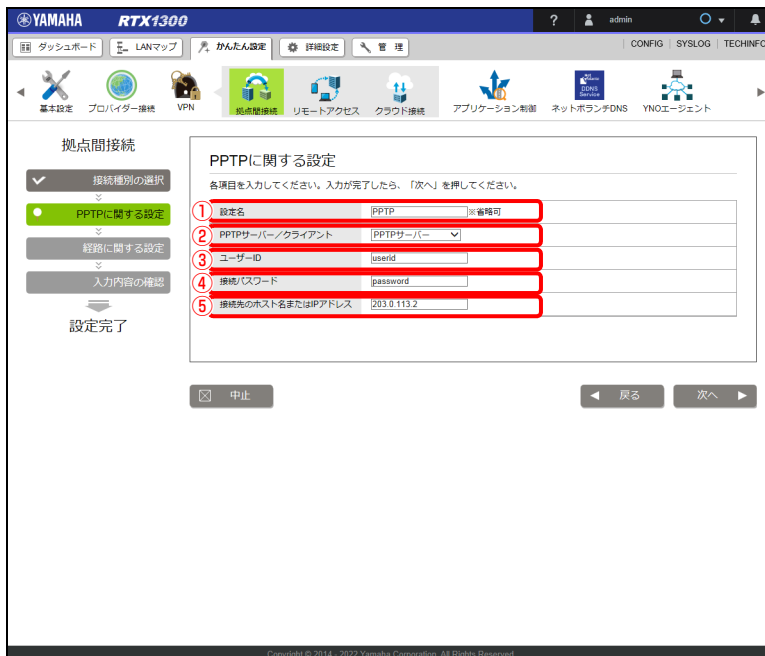 YAMAHA RTX1300 ? admin
ダッシュボード LANマップ かんたん設定 詳細設定 管 理 CONFIG SYSLOG TECHINFO
基本設定 プロバイダー接続 VPN 拠点間接続 リモートアクセス クラウド接続 アプリケーション制御 Net Volante DDNS Service ネットボランチDNS YNOエージェント
拠点間接続
接続種別の選択
PPTPに関する設定
経路に関する設定
入力内容の確認
設定完了
PPTPに関する設定
各項目を入力してください。入力が完了したら、「次へ」を押してください。
① 設定名 PPTP ※省略可
② PPTPサーバー/クライアント PPTPサーバー
③ ユーザーID userid
④ 接続パスワード password
⑤ 接続先のホスト名またはIPアドレス 203.0.113.2
中止 戻る 次へ
Copyright © 2014 - 2022 Yamaha Corporation. All Rights Reserved.